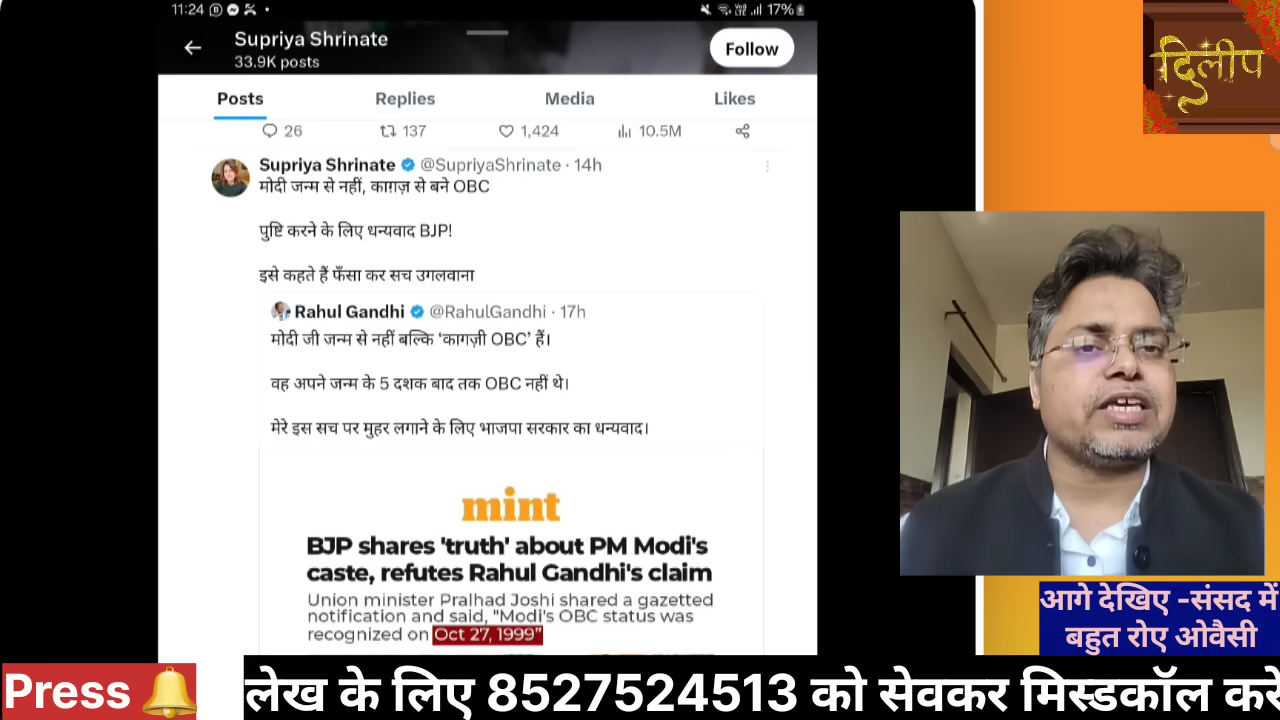 11:24
17%
Supriya Shrinate
33.9K posts
Follow
Posts Replies Media Likes
26 137 1,424 10.5M
Supriya Shrinate @SupriyaShrinate · 14h
मोदी जन्म से नहीं, काग़ज़ से बने OBC
पुष्टि करने के लिए धन्यवाद BJP!
इसे कहते हैं फँसा कर सच उगलवाना
Rahul Gandhi @RahulGandhi · 17h
मोदी जी जन्म से नहीं बल्कि ‘कागज़ी OBC’ हैं।
वह अपने जन्म के 5 दशक बाद तक OBC नहीं थे।
मेरे इस सच पर मुहर लगाने के लिए भाजपा सरकार का धन्यवाद।
mint
BJP shares 'truth' about PM Modi's
caste, refutes Rahul Gandhi's claim
Union minister Pralhad Joshi shared a gazetted
notification and said, "Modi's OBC status was
recognized on Oct 27, 1999"
दिलीप
आगे देखिए -संसद में
बहुत रोए ओवैसी
Press
लेख के लिए 8527524513 को सेवकर मिस्डकॉल करे